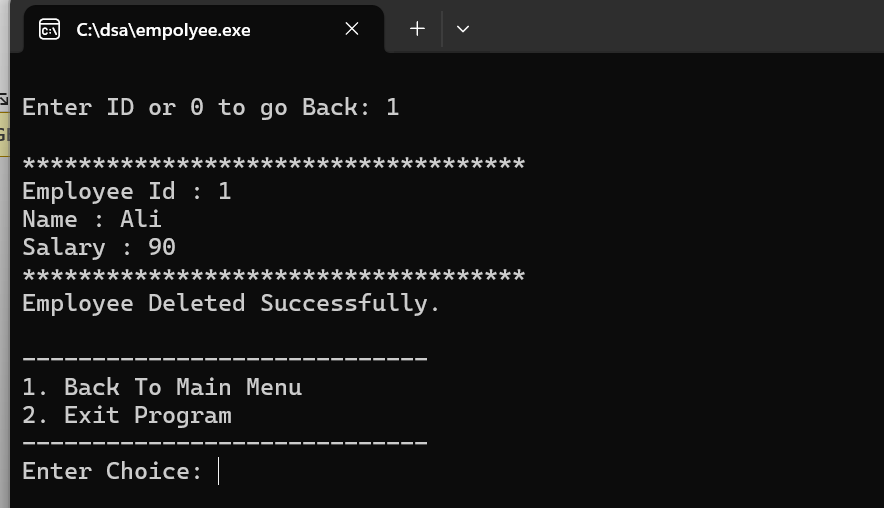 C:\dsa\empolyee.exe
Enter ID or 0 to go Back: 1
************************************
Employee Id : 1
Name : Ali
Salary : 90
************************************
Employee Deleted Successfully.
-----------------------------
1. Back To Main Menu
2. Exit Program
-----------------------------
Enter Choice: